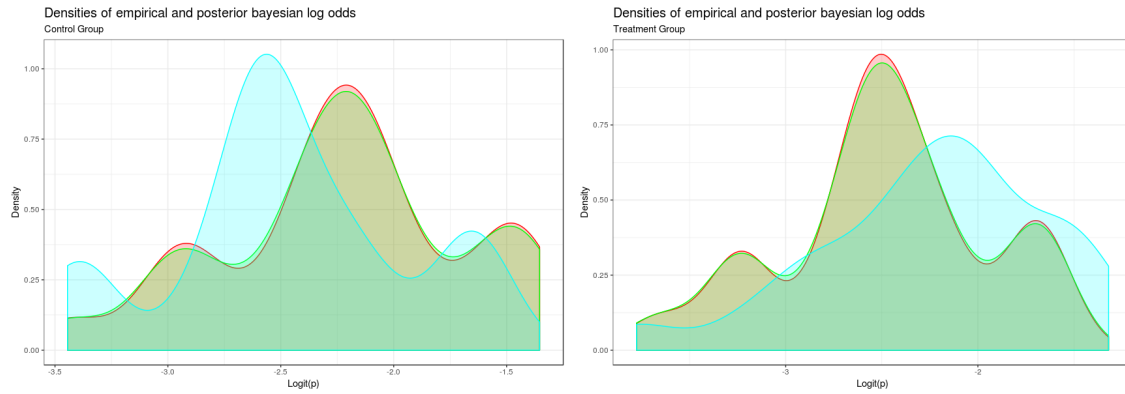 Densities of empirical and posterior bayesian log odds
Control Group
Density
1.00
0.75
0.50
0.25
0.00
-3.5
-3.0
-2.5
-2.0
-1.5
Logit(p)
Densities of empirical and posterior bayesian log odds
Treatment Group
Density
1.00
0.75
0.50
0.25
0.00
-3
-2
Logit(p)